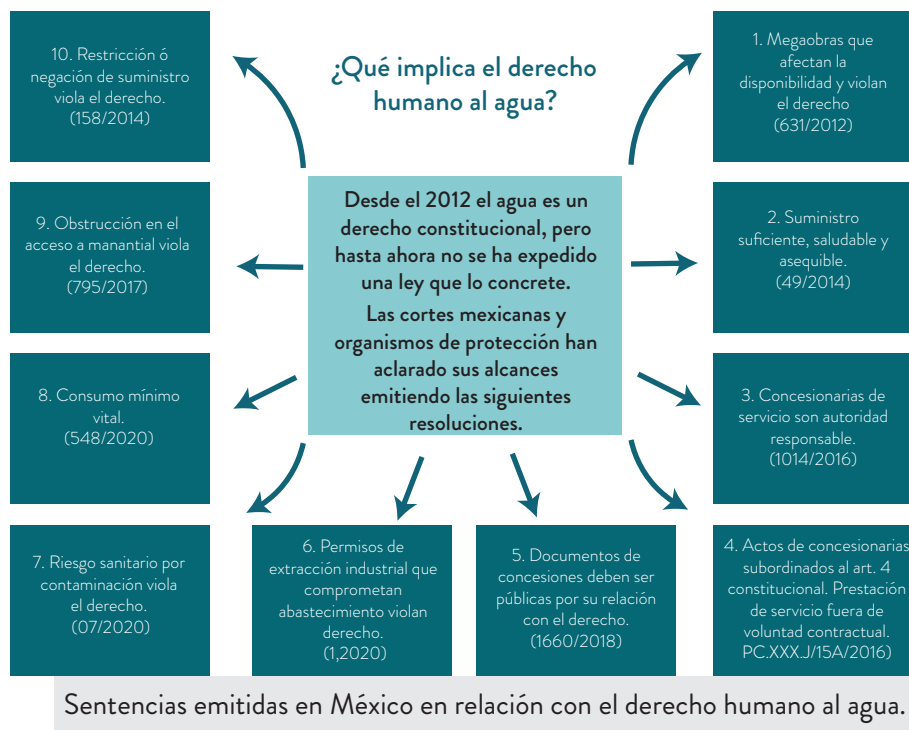 ¿Qué implica el derecho
humano al agua?
Desde el 2012 el agua es un
derecho constitucional, pero
hasta ahora no se ha expedido
una ley que lo concrete.
Las cortes mexicanas y
organismos de protección han
aclarado sus alcances
emitiendo las siguientes
resoluciones.
1. Megaobras que
afectan la
disponibilidad y violan
el derecho
(631/2012)
2. Suministro
suficiente, saludable y
asequible.
(49/2014)
3. Concesionarias de
servicio son autoridad
responsable.
(1014/2016)
4. Actos de concesionarias
subordinados al art. 4
constitucional. Prestación
de servicio fuera de
voluntad contractual.
PC.XXX.J/15A/2016)
5. Documentos de
concesiones deben ser
públicas por su relación
con el derecho.
(1660/2018)
6. Permisos de
extracción industrial que
comprometan
abastecimiento violan
derecho.
(1,2020)
7. Riesgo sanitario por
contaminación viola
el derecho.
(07/2020)
8. Consumo mínimo
vital.
(548/2020)
9. Obstrucción en el
acceso a manantial viola
el derecho.
(795/2017)
10. Restricción ó
negación de suministro
viola el derecho.
(158/2014)
Sentencias emitidas en México en relación con el derecho humano al agua.